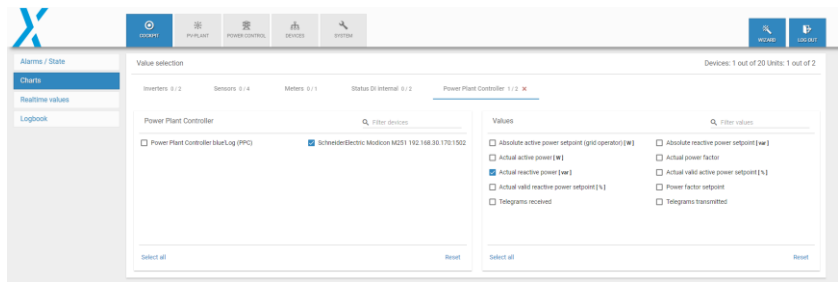 COCKPIT PV-PLANT POWER CONTROL DEVICES SYSTEM WIZARD LOG OUT
Alarms / State
Charts
Realtime values
Logbook
Value selection Devices: 1 out of 20 Units: 1 out of 2
Inverters 0 / 2 Sensors 0 / 4 Meters 0 / 1 Status DI internal 0 / 2 Power Plant Controller 1 / 2 ×
Power Plant Controller Filter devices
Power Plant Controller blue'Log (PPC) SchneiderElectric Modicon M251 192.168.30.170:1502
Select all Reset
Values Filter values
Absolute active power setpoint (grid operator) [W] Absolute reactive power setpoint [var]
Actual active power [W] Actual power factor
Actual reactive power [var] Actual valid active power setpoint [%]
Actual valid reactive power setpoint [%] Power factor setpoint
Telegrams received Telegrams transmitted
Select all Reset